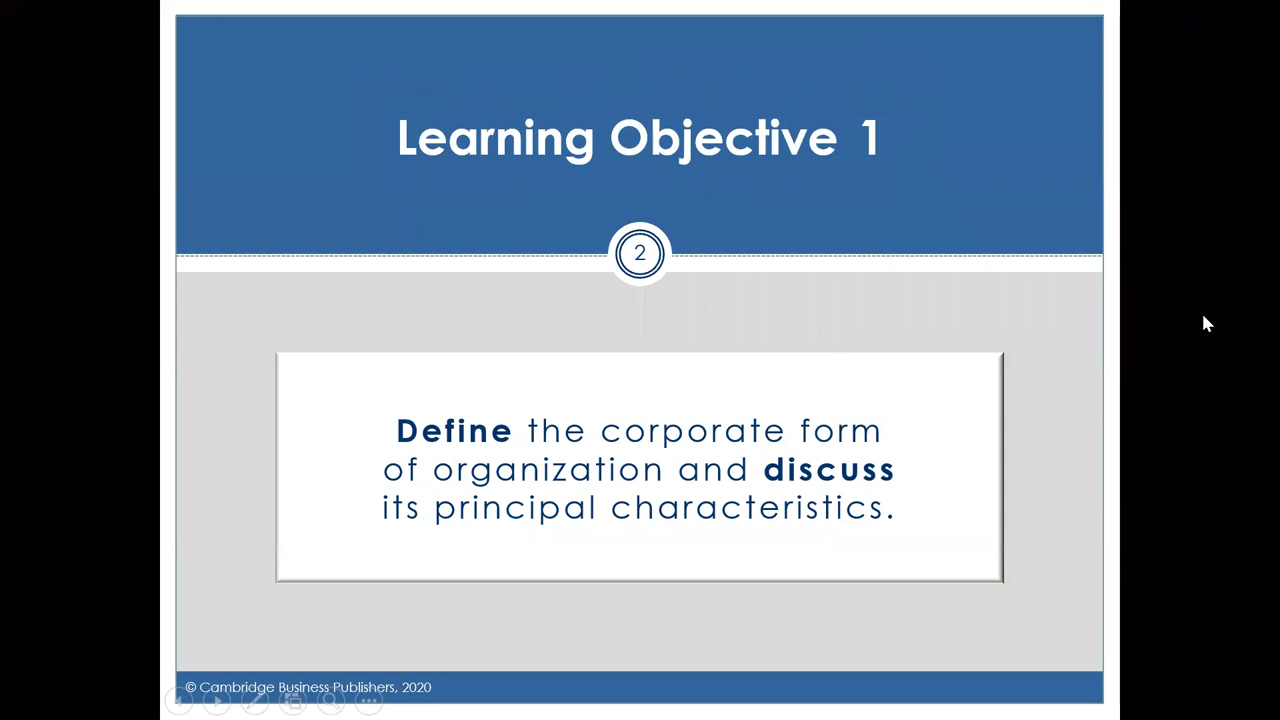 Learning Objective 1
2
Define the corporate form
of organization and discuss
its principal characteristics.
© Cambridge Business Publishers, 2020